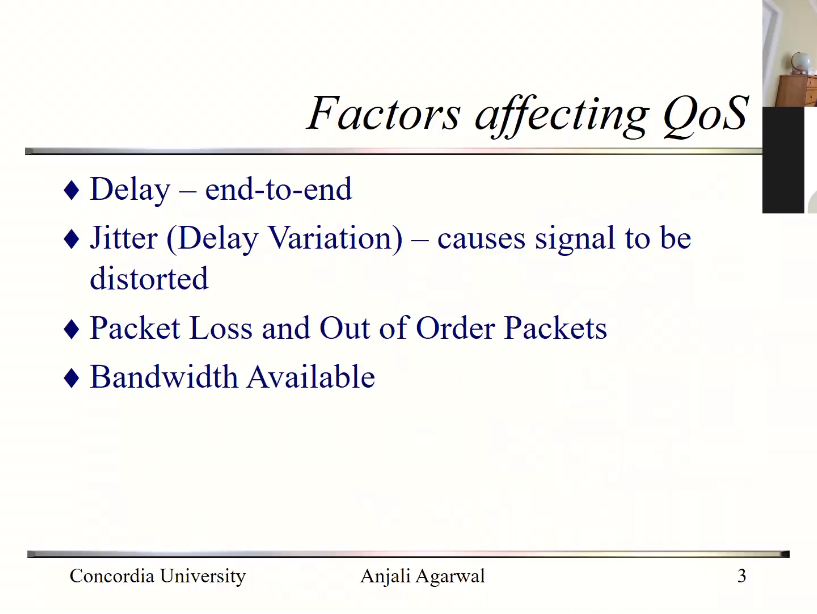 Factors affecting QoS
♦ Delay – end-to-end
♦ Jitter (Delay Variation) – causes signal to be
distorted
♦ Packet Loss and Out of Order Packets
♦ Bandwidth Available
Concordia University Anjali Agarwal 3